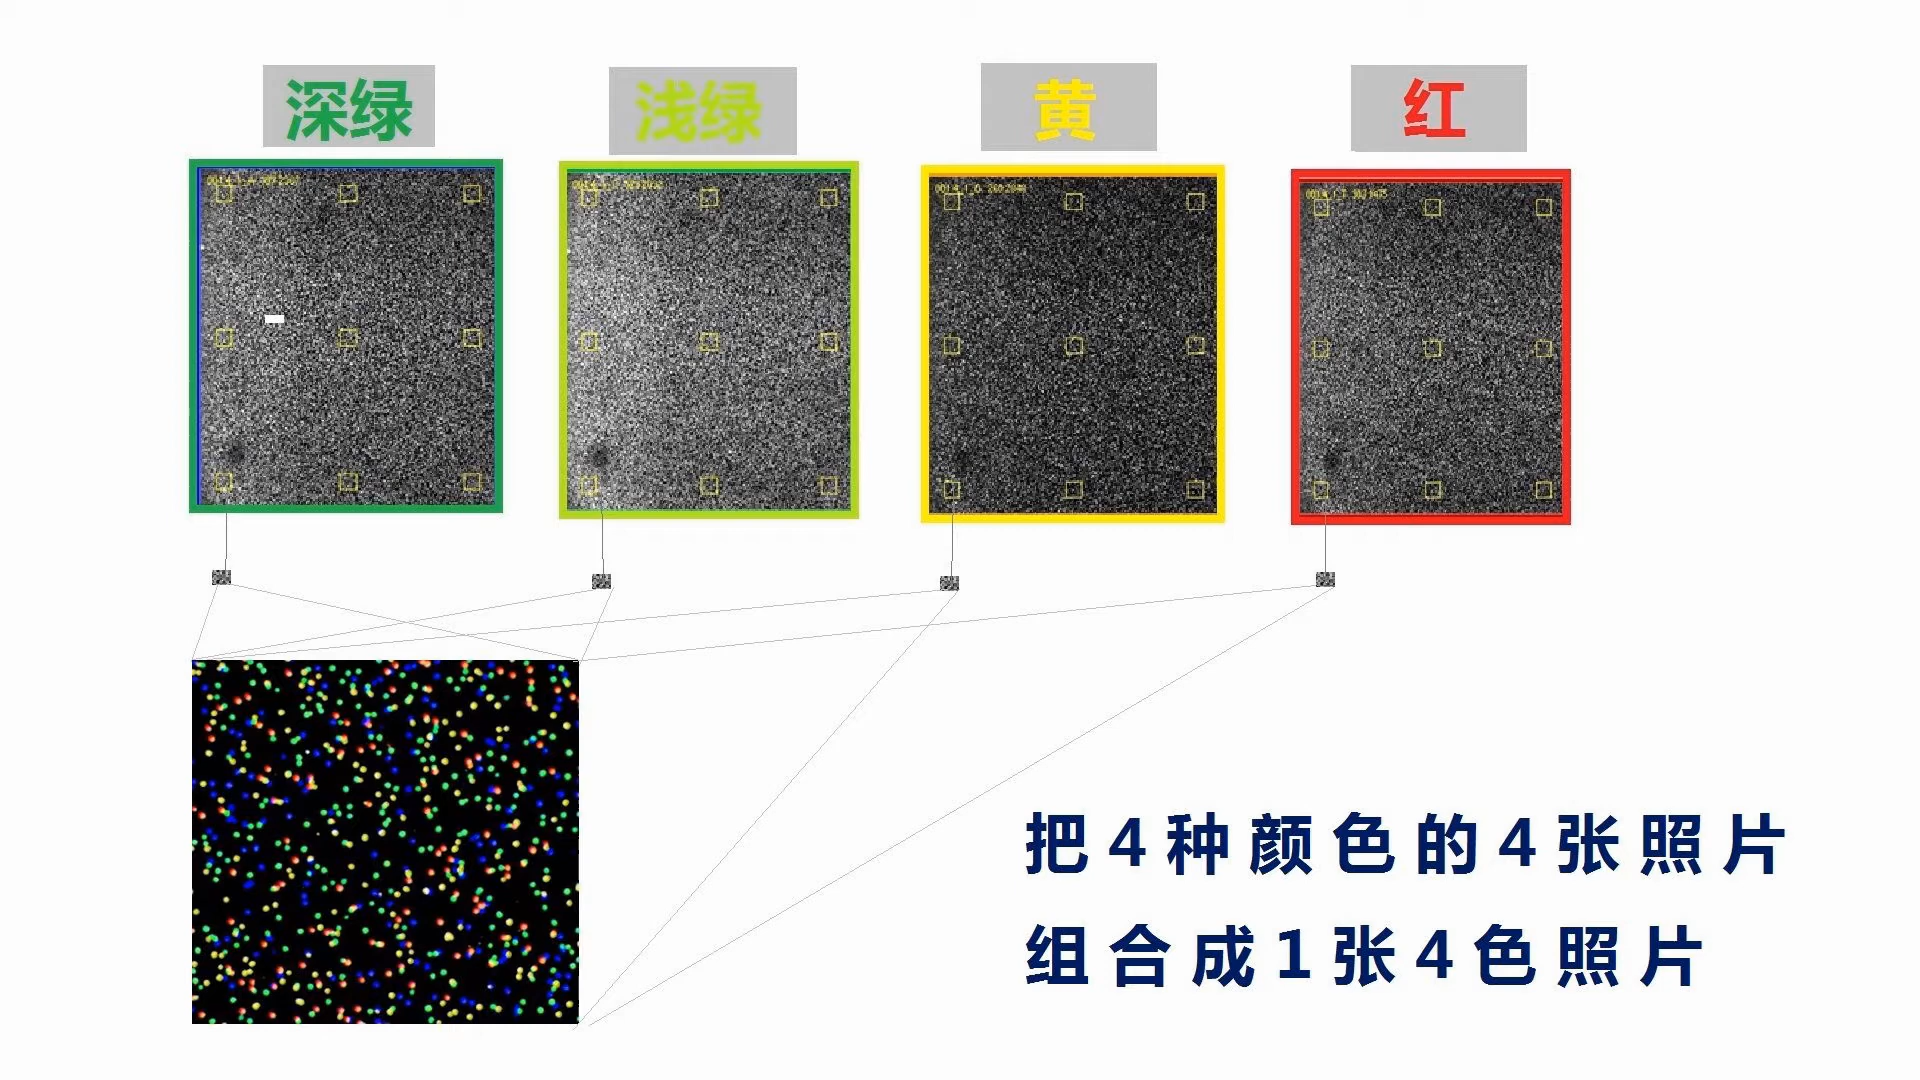 深绿
浅绿
黄
红
把4种颜色的4张照片
组合成1张4色照片